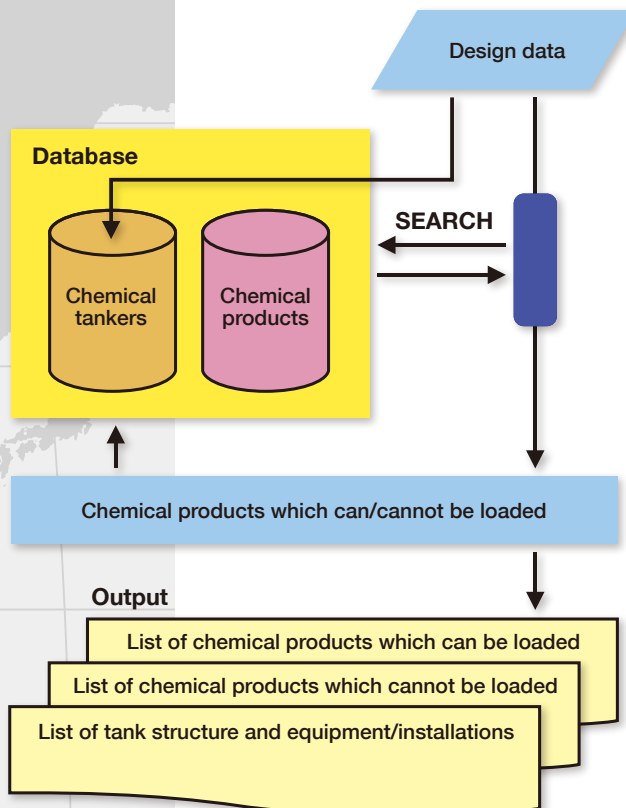 Design data
Database
SEARCH
Chemical
tankers
Chemical
products
Chemical products which can/cannot be loaded
Output
List of chemical products which can be loaded
List of chemical products which cannot be loaded
List of tank structure and equipment/installations